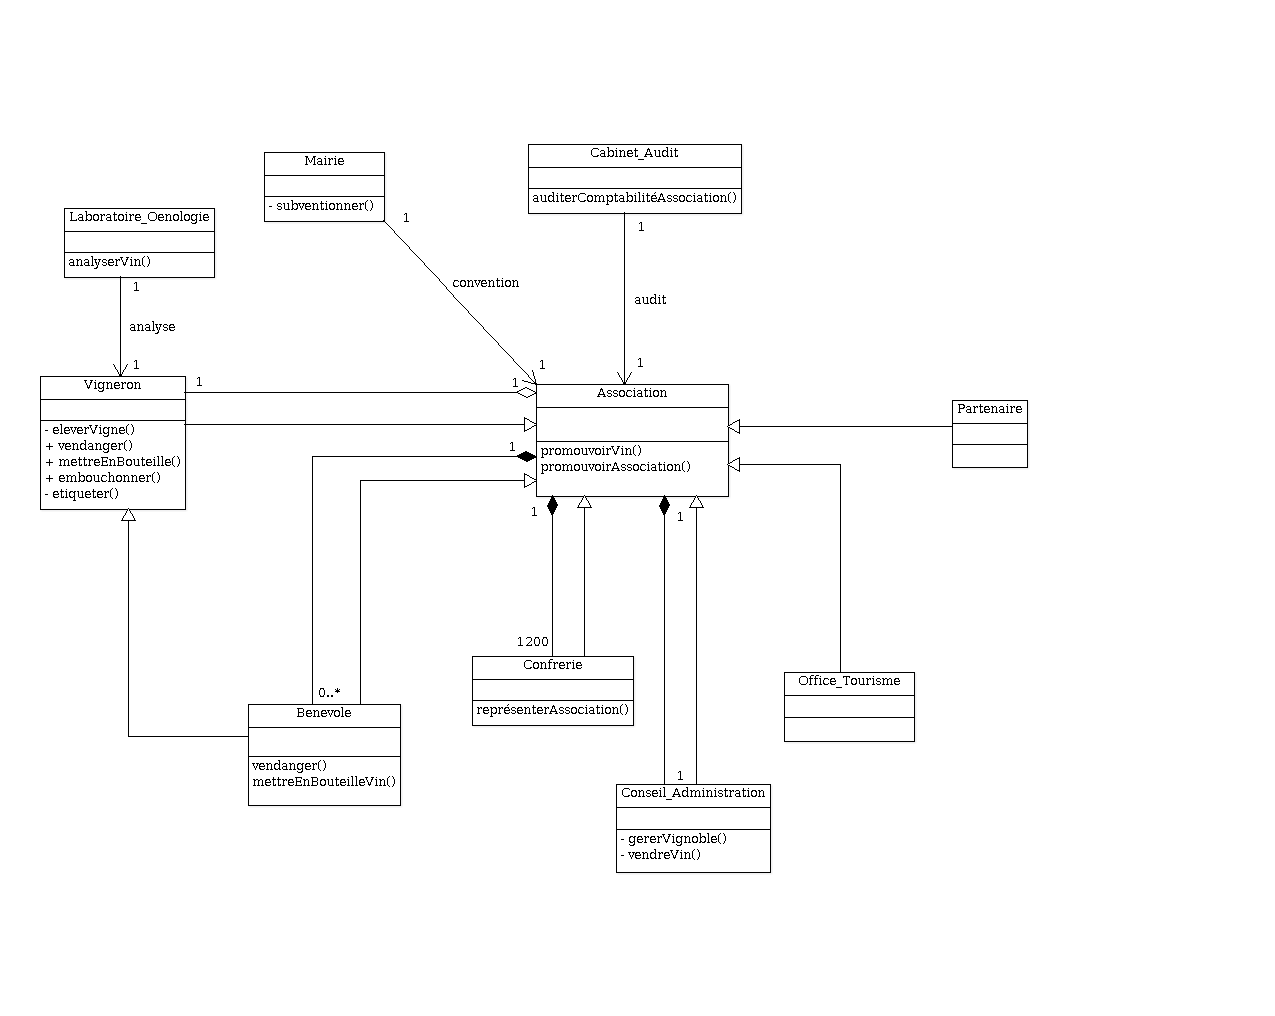 Cabinet_Audit
auditerComptabilitéAssociation()
1
audit
1
Mairie
- subventionner()
1
convention
1
Laboratoire_Oenologie
analyserVin()
1
analyse
1
Vigneron
- eleverVigne()
+ vendanger()
+ mettreEnBouteille()
+ embouchonner()
- etiqueter()
1
1
Association
promouvoirVin()
promouvoirAssociation()
Partenaire
1
1
1
1200
0..*
Confrerie
représenterAssociation()
Office_Tourisme
Benevole
vendanger()
mettreEnBouteilleVin()
1
Conseil_Administration
- gererVignoble()
- vendreVin()